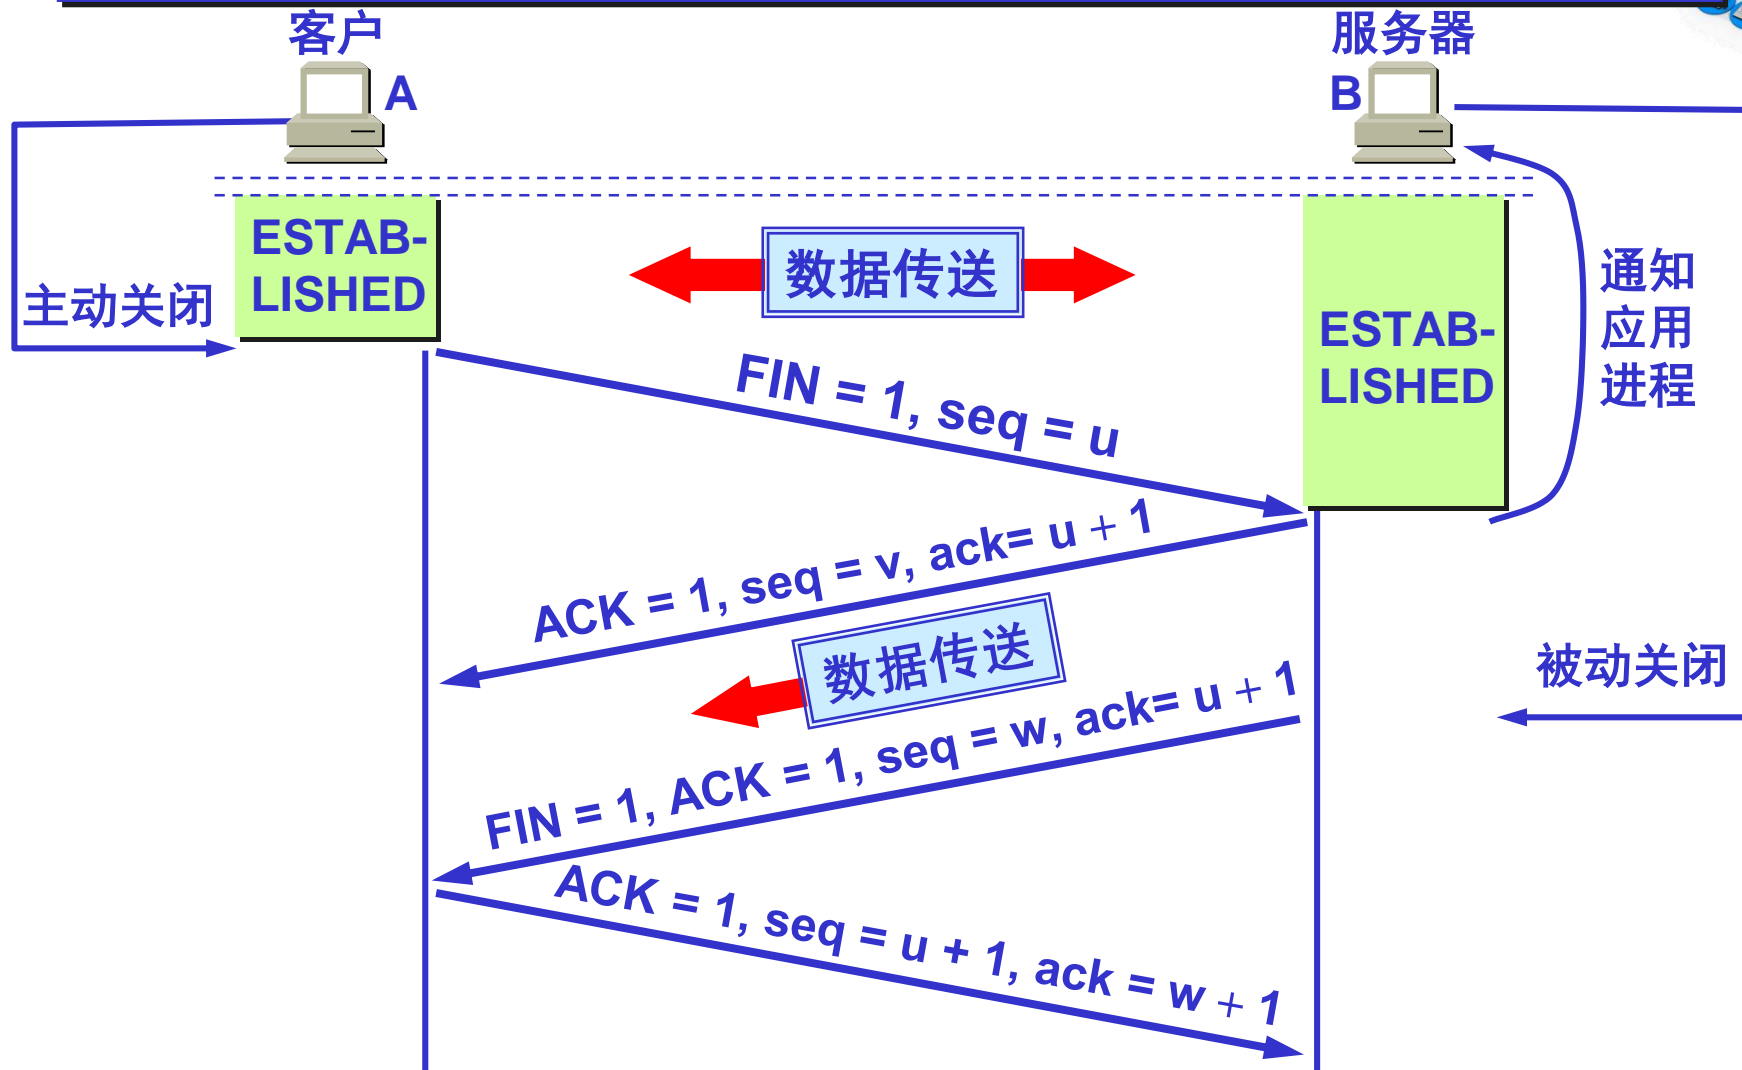 客户
服务器
A
B
ESTAB-
LISHED
数据传送
通知
应用
进程
主动关闭
ESTAB-
LISHED
FIN = 1, seq = u
ACK = 1, seq = v, ack= u + 1
数据传送
被动关闭
FIN = 1, ACK = 1, seq = w, ack= u + 1
ACK = 1, seq = u + 1, ack = w + 1